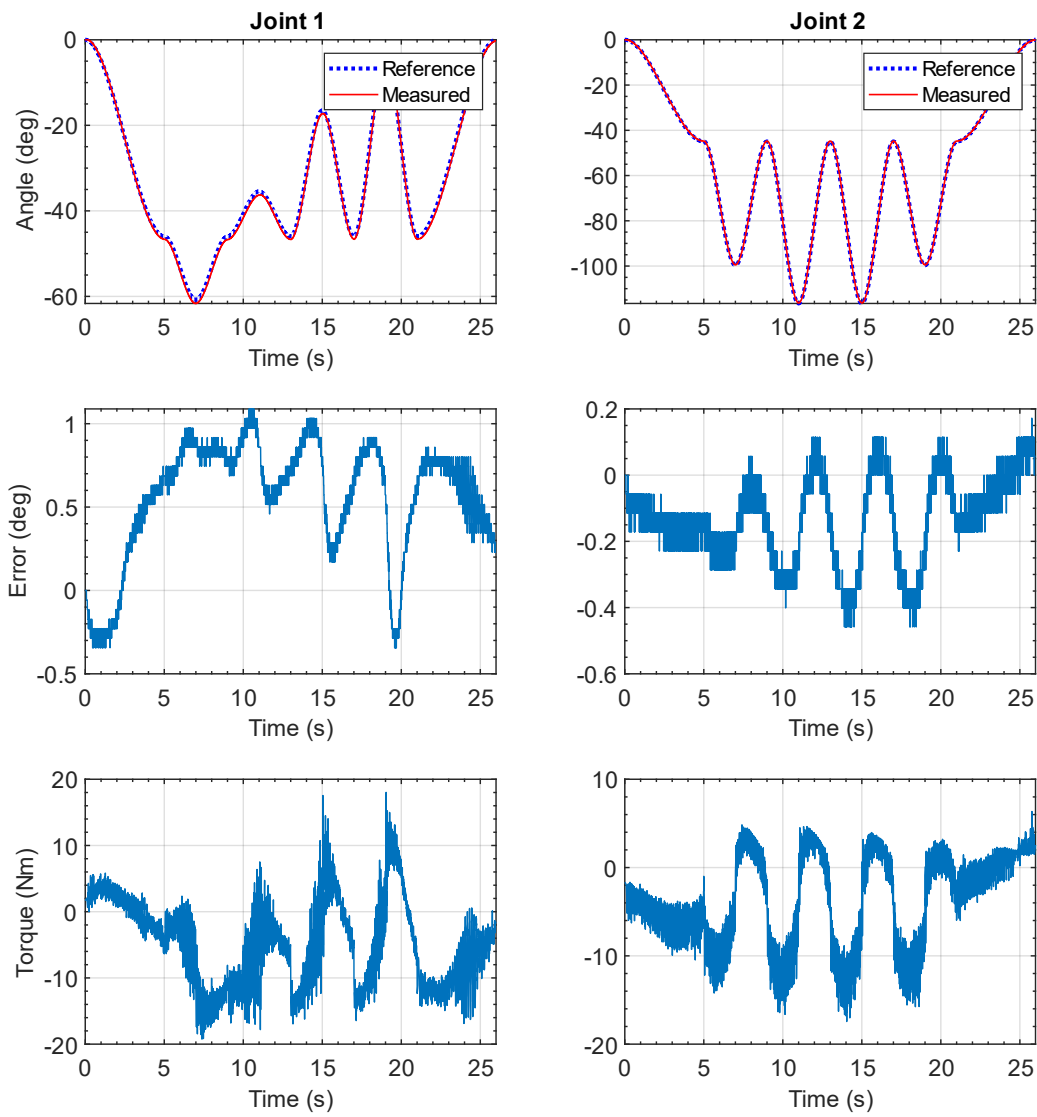 Joint 1
Joint 2
0
-20
-40
-60
Angle (deg)
Reference
Measured
0 5 10 15 20 25
Time (s)
0
-20
-40
-60
-80
-100
Reference
Measured
0 5 10 15 20 25
Time (s)
1
0.5
0
-0.5
Error (deg)
0 5 10 15 20 25
Time (s)
0.2
0
-0.2
-0.4
-0.6
0 5 10 15 20 25
Time (s)
20
10
0
-10
-20
Torque (Nm)
0 5 10 15 20 25
Time (s)
10
0
-10
-20
0 5 10 15 20 25
Time (s)